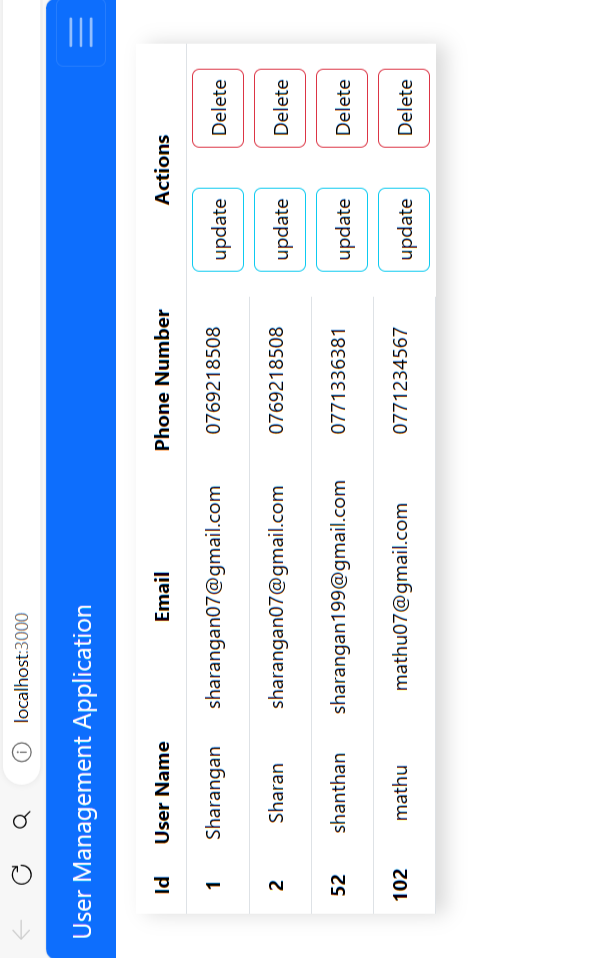 localhost:3000
User Management Application
Id User Name Email Phone Number Actions
1 Sharangan sharangan07@gmail.com 0769218508 update Delete
2 Sharan sharangan07@gmail.com 0769218508 update Delete
52 shanthan sharangan199@gmail.com 0771336381 update Delete
102 mathu mathu07@gmail.com 0771234567 update Delete